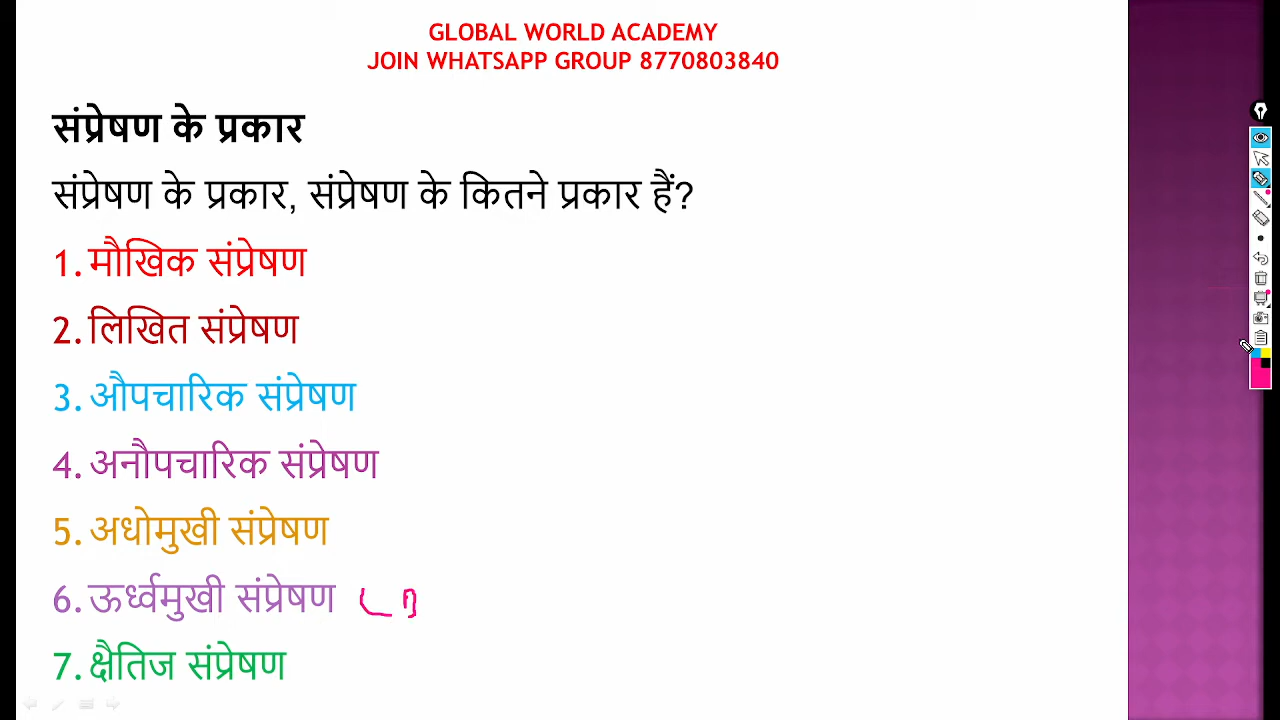 GLOBAL WORLD ACADEMY
JOIN WHATSAPP GROUP 8770803840
संप्रेषण के प्रकार
संप्रेषण के प्रकार, संप्रेषण के कितने प्रकार हैं?
1. मौखिक संप्रेषण
2. लिखित संप्रेषण
3. औपचारिक संप्रेषण
4. अनौपचारिक संप्रेषण
5. अधोमुखी संप्रेषण
6. ऊर्ध्वमुखी संप्रेषण
7. क्षैतिज संप्रेषण